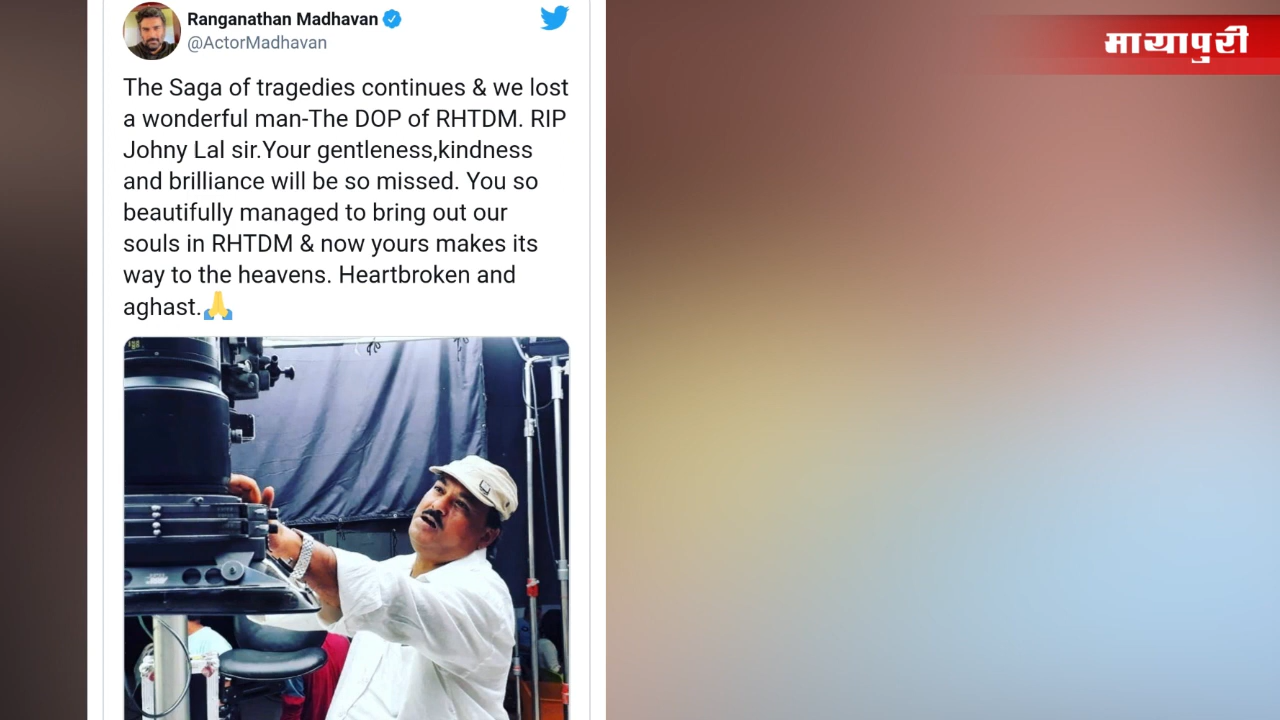 Ranganathan Madhavan
@ActorMadhavan
मायापुरी
The Saga of tragedies continues & we lost
a wonderful man-The DOP of RHTDM. RIP
Johny Lal sir.Your gentleness,kindness
and brilliance will be so missed. You so
beautifully managed to bring out our
souls in RHTDM & now yours makes its
way to the heavens. Heartbroken and
aghast.🙏